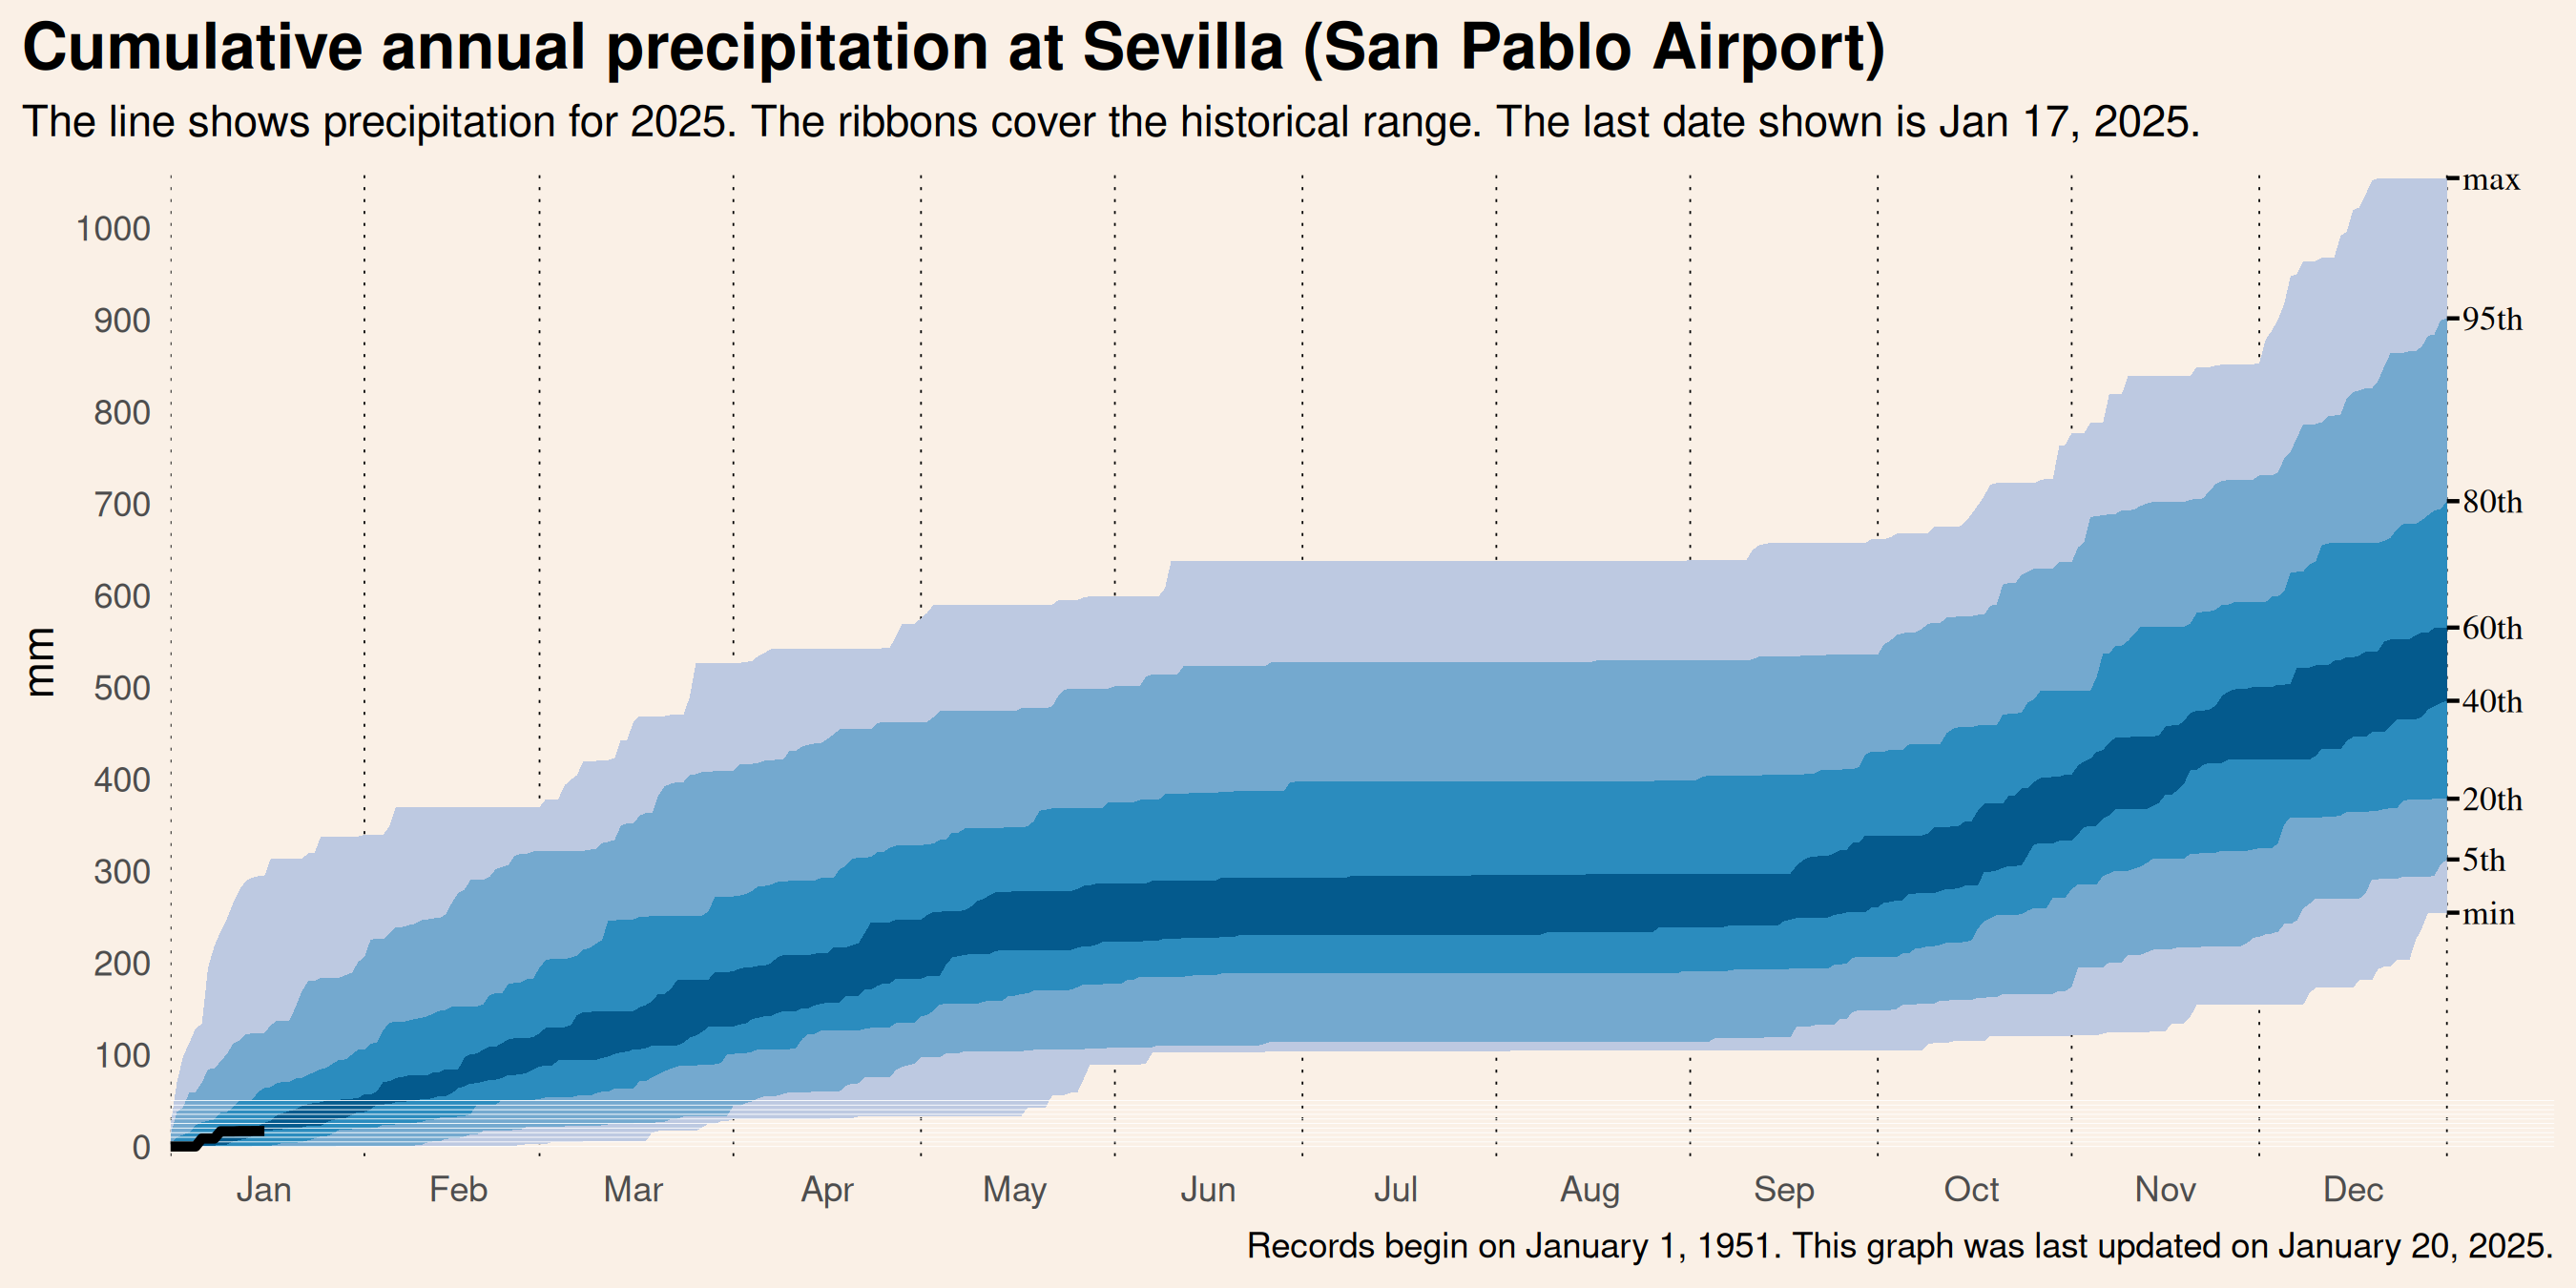 Cumulative annual precipitation at Sevilla (San Pablo Airport)
The line shows precipitation for 2025. The ribbons cover the historical range. The last date shown is Jan 17, 2025.
max
1000
95th
900
800
80th
700
60th
600
mm
40th
500
400
20th
5th
300
min
200
100
0
Jan Feb Mar Apr May Jun Jul Aug Sep Oct Nov Dec
Records begin on January 1, 1951. This graph was last updated on January 20, 2025.